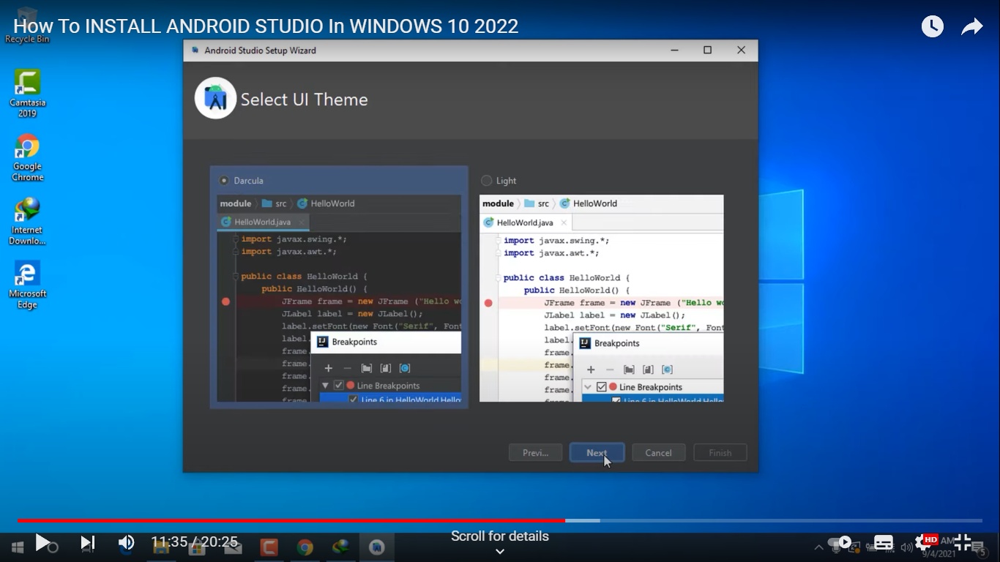 How To INSTALL ANDROID STUDIO In WINDOWS 10 2022
Recycle Bin
Camtasia
2019
Google
Chrome
Internet
Downlo...
Microsoft
Edge
Android Studio Setup Wizard
Select UI Theme
Darcula
module
src
HelloWorld
HelloWorld.java
import javax.swing.*;
import javax.awt.*;
public class HelloWorld {
public HelloWorld() {
JFrame frame = new JFrame ("Hello wo
JLabel label = new JLabel();
label.setFont(new Font("Serif", Font
label.
frame.
frame.
frame.
frame.
frame.
IJ Breakpoints
Line Breakpoints
Line 6 in HelloWorld.Hello
Light
module
src
HelloWorld
HelloWorld.java
import javax.swing.*;
import javax.awt.*;
public class HelloWorld {
public HelloWorld() {
JFrame frame = new JFrame ("Hello wo
JLabel label = new JLabel();
label.setFont(new Font("Serif", Font
label.
frame.
frame.
frame.
frame.
IJ Breakpoints
Line Breakpoints
Line 6 in HelloWorld.Hello
Previ...
Next
Cancel
Finish
11:35 / 20:25
Scroll for details
HD
AM
9/4/2021
5